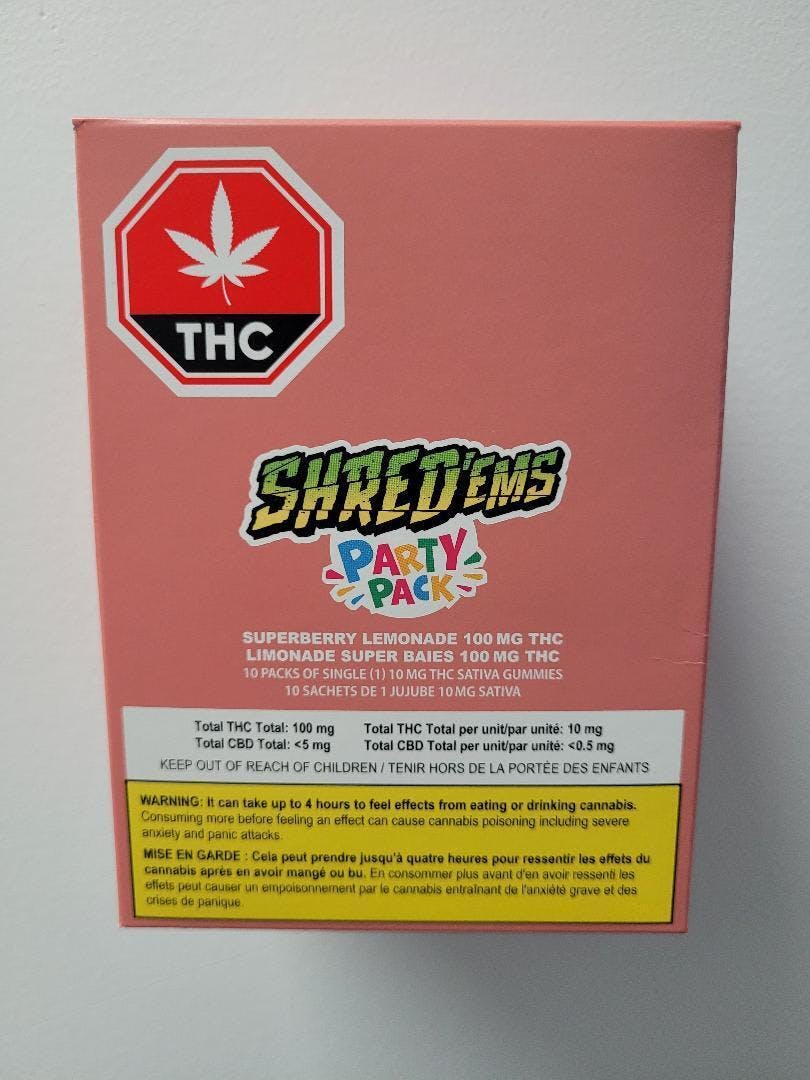 THC
SHRED'EMS
PARTY
PACK
SUPERBERRY LEMONADE 100 MG THC
LIMONADE SUPER BAIES 100 MG THC
10 PACKS OF SINGLE (1) 10 MG THC SATIVA GUMMIES
10 SACHETS DE 1 JUJUBE 10 MG SATIVA
Total THC Total: 100 mg Total THC Total per unit/par unité: 10 mg
Total CBD Total: <5 mg Total CBD Total per unit/par unité: <0.5 mg
KEEP OUT OF REACH OF CHILDREN / TENIR HORS DE LA PORTÉE DES ENFANTS
WARNING: It can take up to 4 hours to feel effects from eating or drinking cannabis.
Consuming more before feeling an effect can cause cannabis poisoning including severe
anxiety and panic attacks.
MISE EN GARDE : Cela peut prendre jusqu'à quatre heures pour ressentir les effets du
cannabis après en avoir mangé ou bu. En consommer plus avant d'en avoir ressenti les
effets peut causer un empoisonnement par le cannabis entraînant de l'anxiété grave et des
crises de panique.